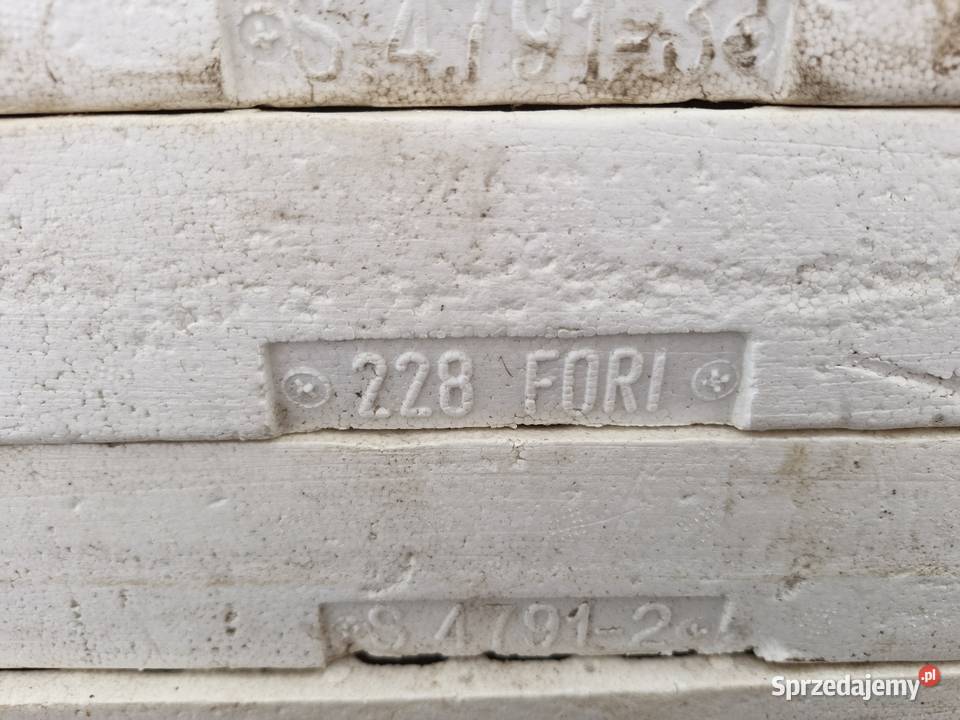 S 4791-3
228 FORI
S 4791-2
Sprzedajemy.pl